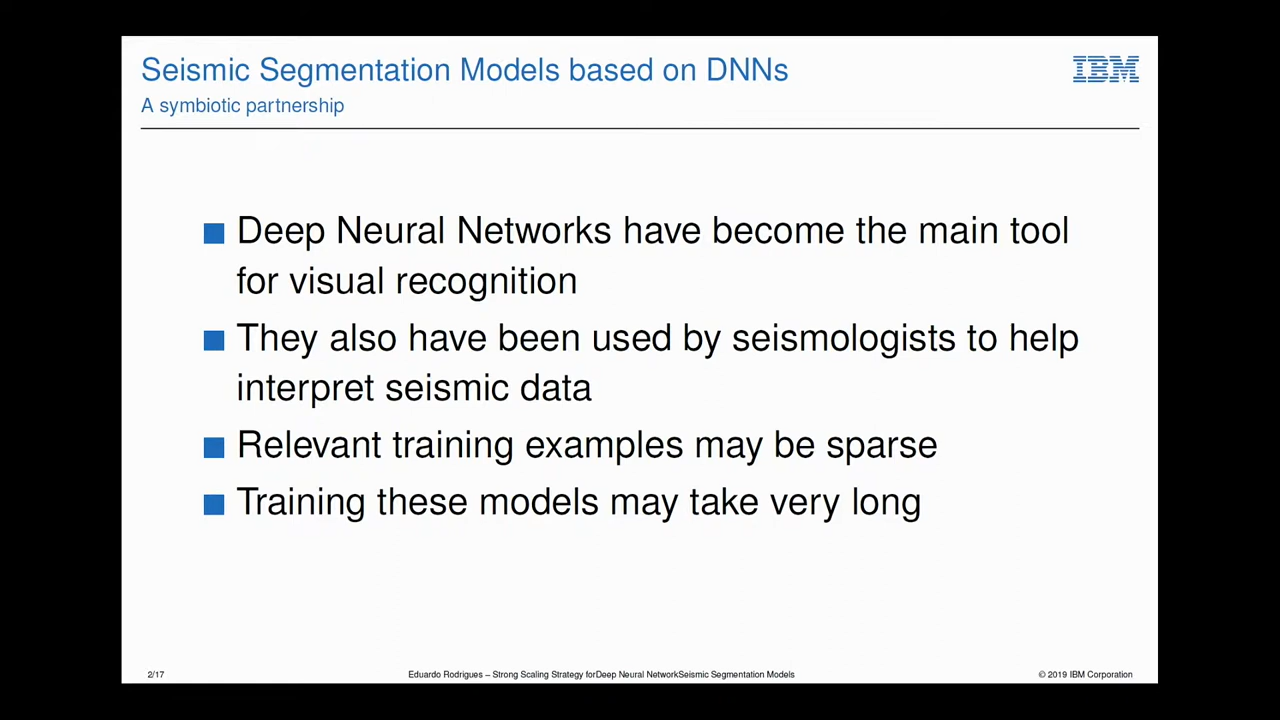 Seismic Segmentation Models based on DNNs
IBM
A symbiotic partnership
Deep Neural Networks have become the main tool
for visual recognition
They also have been used by seismologists to help
interpret seismic data
Relevant training examples may be sparse
Training these models may take very long
2/17
Eduardo Rodrigues – Strong Scaling Strategy forDeep Neural NetworkSeismic Segmentation Models
© 2019 IBM Corporation